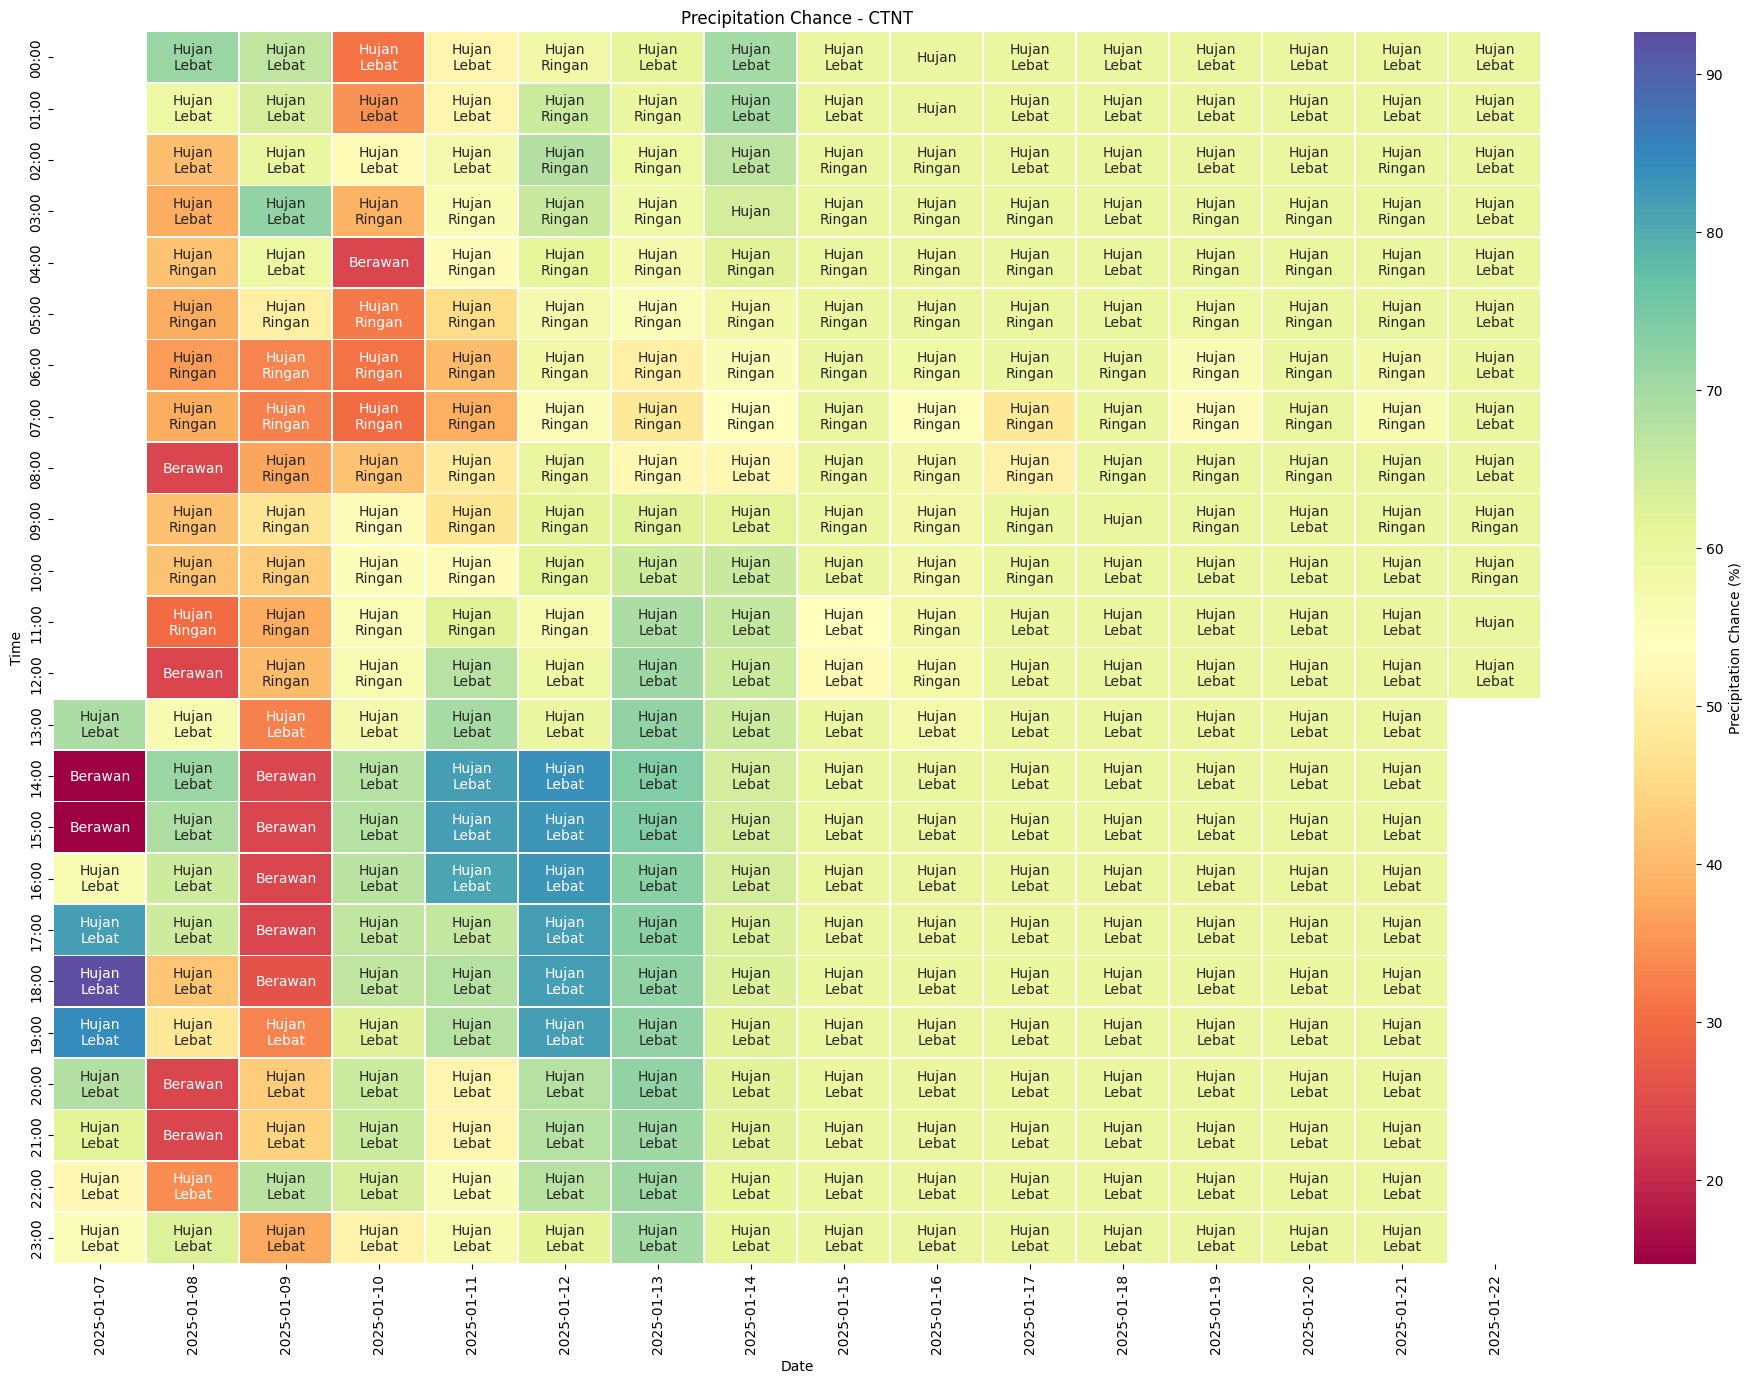 Precipitation Chance - CTNT
00:00 Hujan Lebat Hujan Lebat Hujan Lebat Hujan Lebat Hujan Ringan Hujan Lebat Hujan Lebat Hujan Lebat Hujan Hujan Lebat Hujan Lebat Hujan Lebat Hujan Lebat Hujan Lebat Hujan Lebat
01:00 Hujan Lebat Hujan Lebat Hujan Lebat Hujan Lebat Hujan Ringan Hujan Ringan Hujan Lebat Hujan Lebat Hujan Hujan Lebat Hujan Lebat Hujan Lebat Hujan Lebat Hujan Lebat Hujan Lebat
02:00 Hujan Lebat Hujan Lebat Hujan Lebat Hujan Lebat Hujan Ringan Hujan Ringan Hujan Lebat Hujan Ringan Hujan Ringan Hujan Lebat Hujan Lebat Hujan Lebat Hujan Lebat Hujan Ringan Hujan Lebat
03:00 Hujan Lebat Hujan Lebat Hujan Ringan Hujan Ringan Hujan Ringan Hujan Ringan Hujan Hujan Ringan Hujan Ringan Hujan Ringan Hujan Lebat Hujan Ringan Hujan Ringan Hujan Ringan Hujan Lebat
04:00 Hujan Ringan Hujan Lebat Berawan Hujan Ringan Hujan Ringan Hujan Ringan Hujan Ringan Hujan Ringan Hujan Ringan Hujan Ringan Hujan Lebat Hujan Ringan Hujan Ringan Hujan Ringan Hujan Lebat
05:00 Hujan Ringan Hujan Ringan Hujan Ringan Hujan Ringan Hujan Ringan Hujan Ringan Hujan Ringan Hujan Ringan Hujan Ringan Hujan Ringan Hujan Lebat Hujan Ringan Hujan Ringan Hujan Ringan Hujan Lebat
06:00 Hujan Ringan Hujan Ringan Hujan Ringan Hujan Ringan Hujan Ringan Hujan Ringan Hujan Ringan Hujan Ringan Hujan Ringan Hujan Ringan Hujan Ringan Hujan Ringan Hujan Ringan Hujan Ringan Hujan Lebat
07:00 Hujan Ringan Hujan Ringan Hujan Ringan Hujan Ringan Hujan Ringan Hujan Ringan Hujan Ringan Hujan Ringan Hujan Ringan Hujan Ringan Hujan Ringan Hujan Ringan Hujan Ringan Hujan Ringan Hujan Lebat
08:00 Berawan Hujan Ringan Hujan Ringan Hujan Ringan Hujan Ringan Hujan Ringan Hujan Lebat Hujan Ringan Hujan Ringan Hujan Ringan Hujan Ringan Hujan Ringan Hujan Ringan Hujan Ringan Hujan Lebat
09:00 Hujan Ringan Hujan Ringan Hujan Ringan Hujan Ringan Hujan Ringan Hujan Ringan Hujan Lebat Hujan Ringan Hujan Ringan Hujan Ringan Hujan Hujan Ringan Hujan Lebat Hujan Ringan Hujan Ringan
10:00 Hujan Ringan Hujan Ringan Hujan Ringan Hujan Ringan Hujan Ringan Hujan Lebat Hujan Lebat Hujan Lebat Hujan Ringan Hujan Ringan Hujan Lebat Hujan Lebat Hujan Lebat Hujan Lebat Hujan Ringan
11:00 Hujan Ringan Hujan Ringan Hujan Ringan Hujan Ringan Hujan Ringan Hujan Lebat Hujan Lebat Hujan Lebat Hujan Ringan Hujan Lebat Hujan Lebat Hujan Lebat Hujan Lebat Hujan Lebat Hujan
12:00 Berawan Hujan Ringan Hujan Ringan Hujan Lebat Hujan Lebat Hujan Lebat Hujan Lebat Hujan Lebat Hujan Ringan Hujan Lebat Hujan Lebat Hujan Lebat Hujan Lebat Hujan Lebat Hujan Lebat
13:00 Hujan Lebat Hujan Lebat Hujan Lebat Hujan Lebat Hujan Lebat Hujan Lebat Hujan Lebat Hujan Lebat Hujan Lebat Hujan Lebat Hujan Lebat Hujan Lebat Hujan Lebat Hujan Lebat Hujan Lebat
14:00 Berawan Hujan Lebat Berawan Hujan Lebat Hujan Lebat Hujan Lebat Hujan Lebat Hujan Lebat Hujan Lebat Hujan Lebat Hujan Lebat Hujan Lebat Hujan Lebat Hujan Lebat Hujan Lebat
15:00 Berawan Hujan Lebat Berawan Hujan Lebat Hujan Lebat Hujan Lebat Hujan Lebat Hujan Lebat Hujan Lebat Hujan Lebat Hujan Lebat Hujan Lebat Hujan Lebat Hujan Lebat Hujan Lebat
16:00 Hujan Lebat Hujan Lebat Berawan Hujan Lebat Hujan Lebat Hujan Lebat Hujan Lebat Hujan Lebat Hujan Lebat Hujan Lebat Hujan Lebat Hujan Lebat Hujan Lebat Hujan Lebat Hujan Lebat
17:00 Hujan Lebat Hujan Lebat Berawan Hujan Lebat Hujan Lebat Hujan Lebat Hujan Lebat Hujan Lebat Hujan Lebat Hujan Lebat Hujan Lebat Hujan Lebat Hujan Lebat Hujan Lebat Hujan Lebat
18:00 Hujan Lebat Hujan Lebat Berawan Hujan Lebat Hujan Lebat Hujan Lebat Hujan Lebat Hujan Lebat Hujan Lebat Hujan Lebat Hujan Lebat Hujan Lebat Hujan Lebat Hujan Lebat Hujan Lebat
19:00 Hujan Lebat Hujan Lebat Hujan Lebat Hujan Lebat Hujan Lebat Hujan Lebat Hujan Lebat Hujan Lebat Hujan Lebat Hujan Lebat Hujan Lebat Hujan Lebat Hujan Lebat Hujan Lebat Hujan Lebat
20:00 Hujan Lebat Berawan Hujan Lebat Hujan Lebat Hujan Lebat Hujan Lebat Hujan Lebat Hujan Lebat Hujan Lebat Hujan Lebat Hujan Lebat Hujan Lebat Hujan Lebat Hujan Lebat Hujan Lebat
21:00 Hujan Lebat Berawan Hujan Lebat Hujan Lebat Hujan Lebat Hujan Lebat Hujan Lebat Hujan Lebat Hujan Lebat Hujan Lebat Hujan Lebat Hujan Lebat Hujan Lebat Hujan Lebat Hujan Lebat
22:00 Hujan Lebat Hujan Lebat Hujan Lebat Hujan Lebat Hujan Lebat Hujan Lebat Hujan Lebat Hujan Lebat Hujan Lebat Hujan Lebat Hujan Lebat Hujan Lebat Hujan Lebat Hujan Lebat Hujan Lebat
23:00 Hujan Lebat Hujan Lebat Hujan Lebat Hujan Lebat Hujan Lebat Hujan Lebat Hujan Lebat Hujan Lebat Hujan Lebat Hujan Lebat Hujan Lebat Hujan Lebat Hujan Lebat Hujan Lebat Hujan Lebat
Time
2025-01-07 2025-01-08 2025-01-09 2025-01-10 2025-01-11 2025-01-12 2025-01-13 2025-01-14 2025-01-15 2025-01-16 2025-01-17 2025-01-18 2025-01-19 2025-01-20 2025-01-21 2025-01-22
Date
90
80
70
60
50
40
30
20
Precipitation Chance (%)